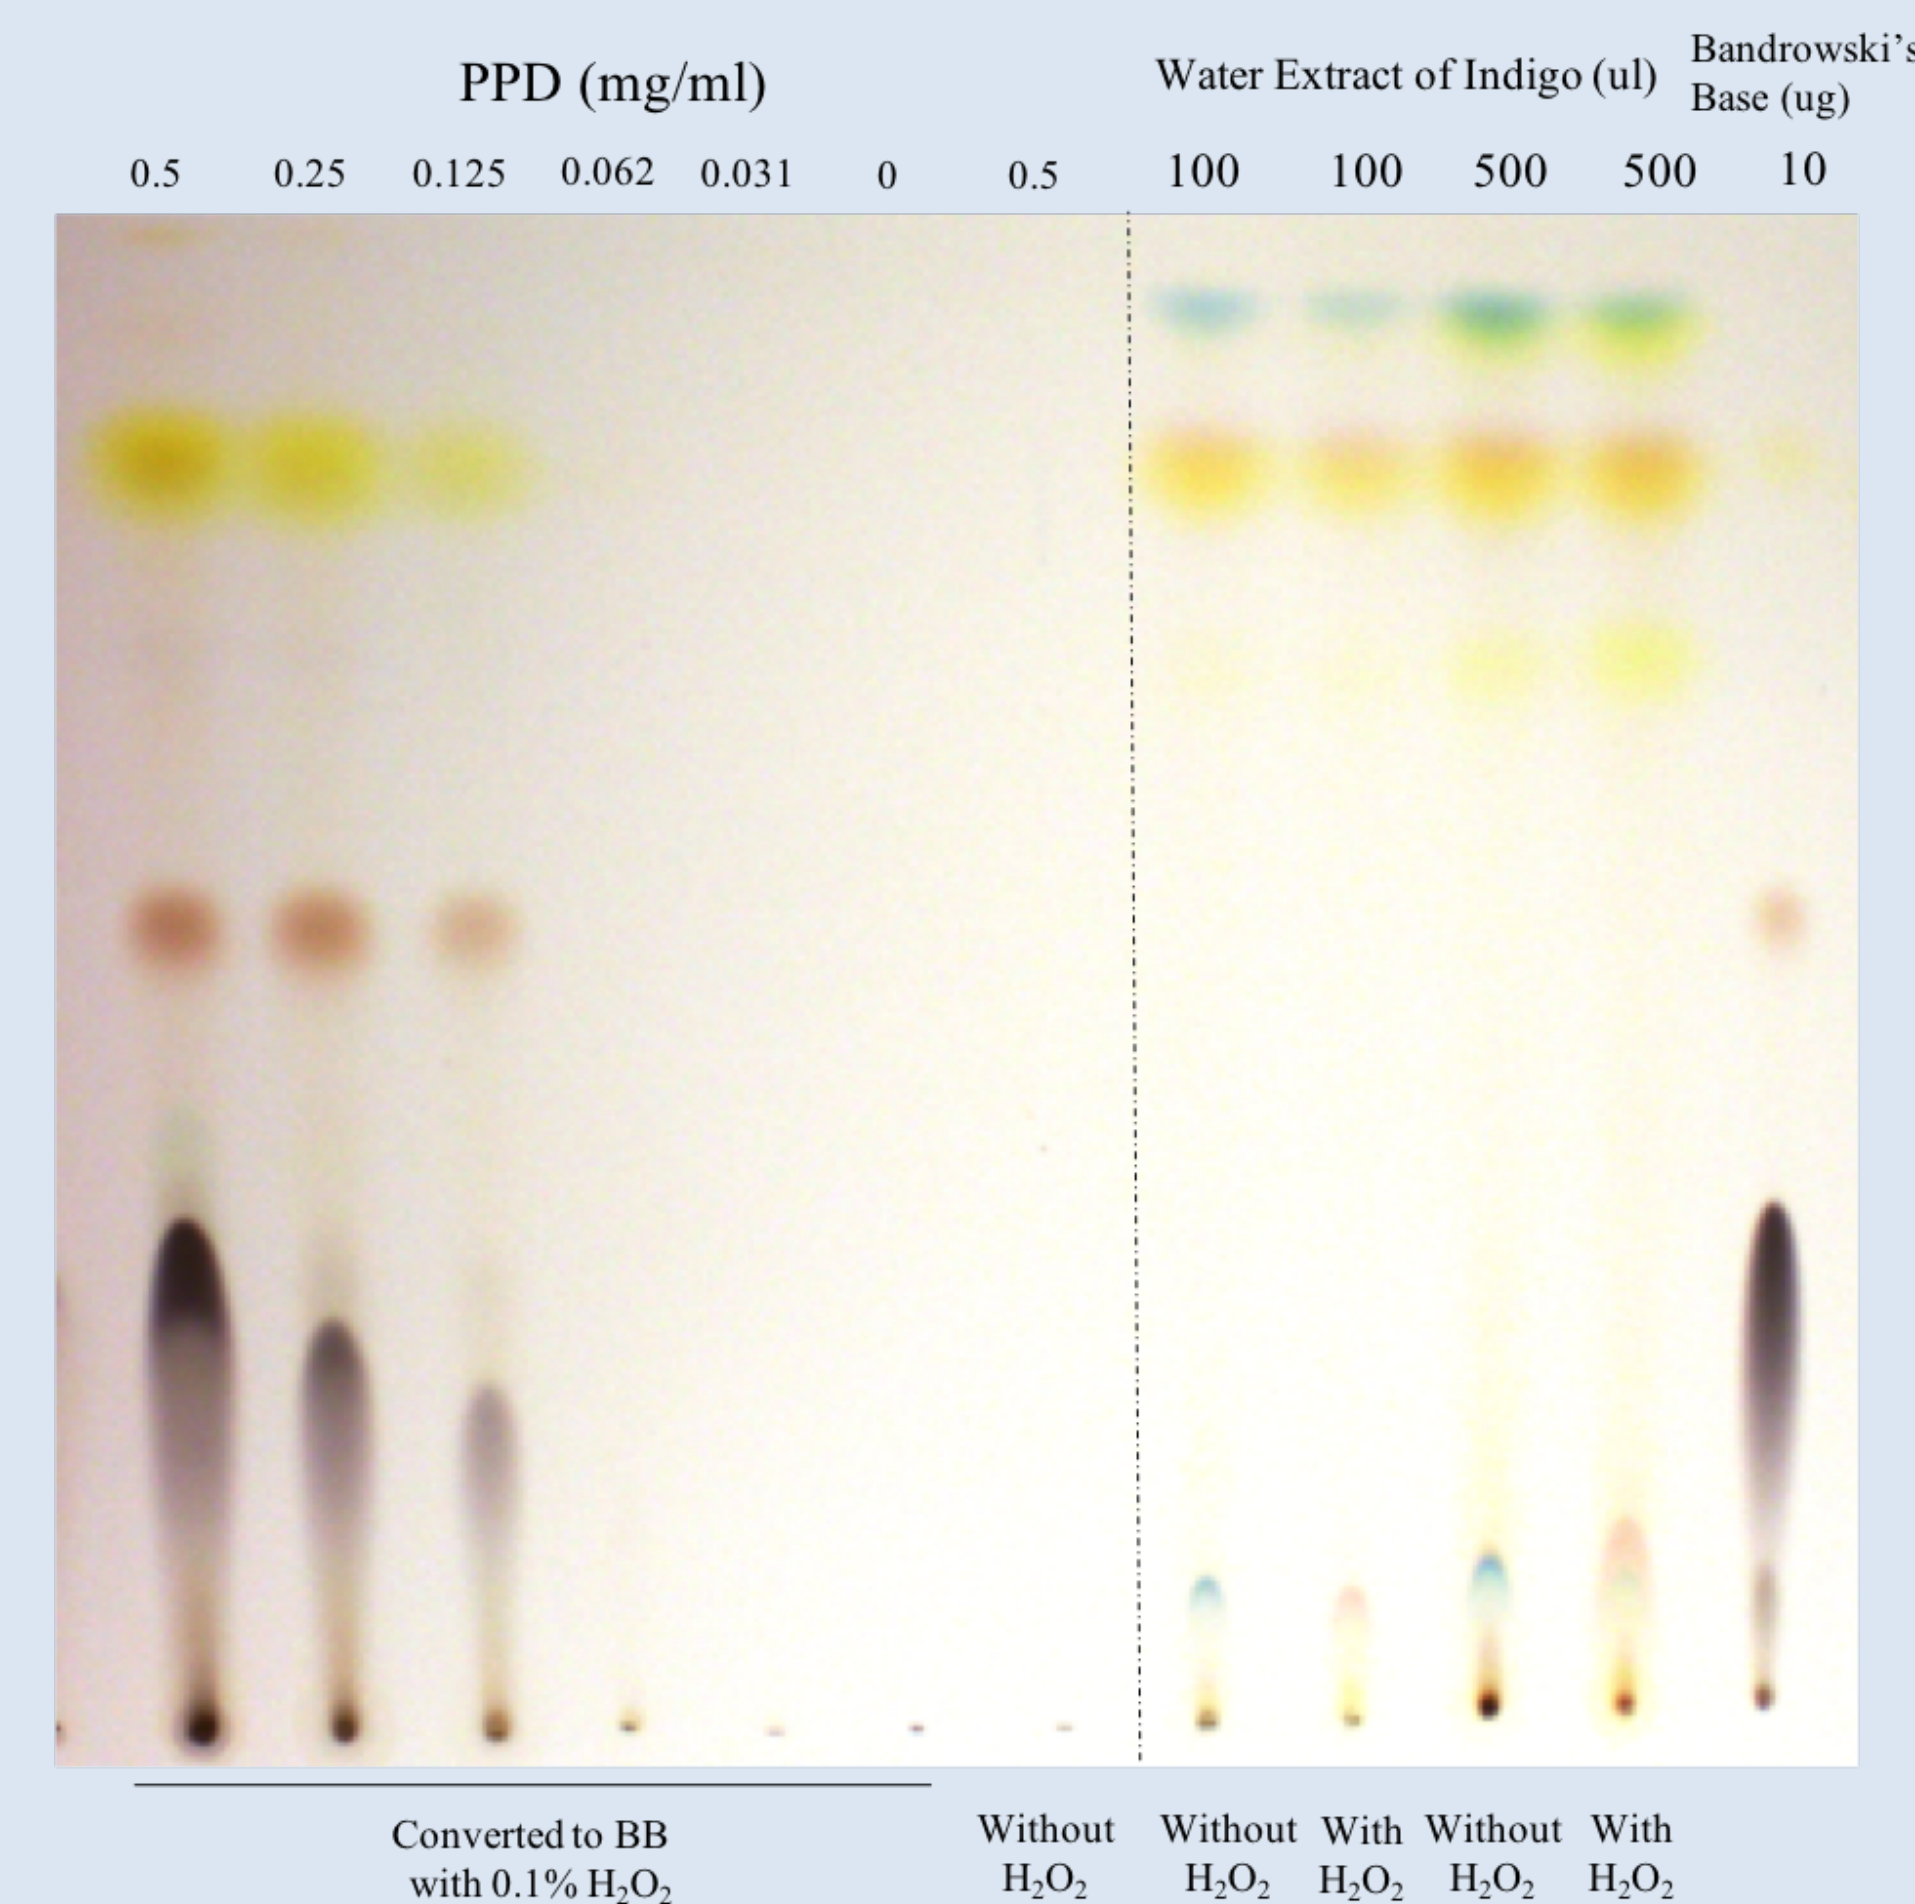 PPD (mg/ml)
Water Extract of Indigo (ul)
Bandrowski's
Base (ug)
0.5 0.25 0.125 0.062 0.031 0 0.5 100 100 500 500 10
Converted to BB
with 0.1% H₂O₂
Without
H₂O₂
Without
H₂O₂
With
H₂O₂
Without
H₂O₂
With
H₂O₂